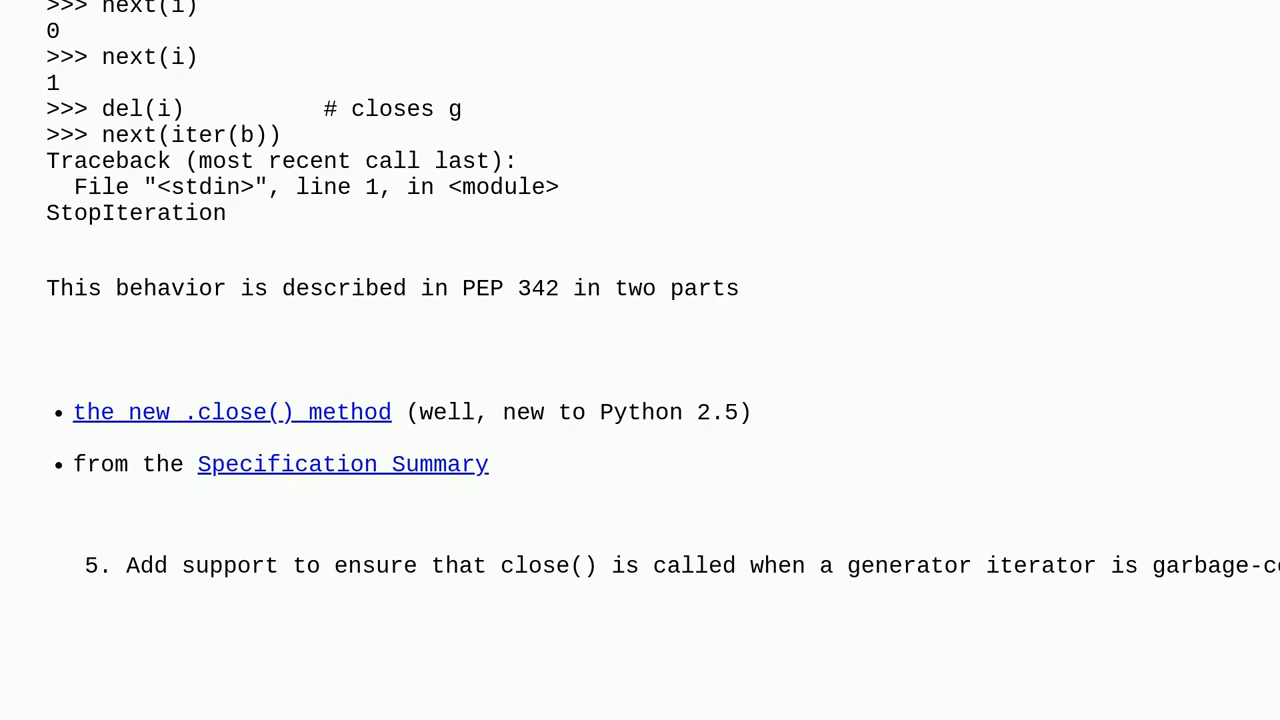 >>> next(i)
0
>>> next(i)
1
>>> del(i)          # closes g
>>> next(iter(b))
Traceback (most recent call last):
  File "<stdin>", line 1, in <module>
StopIteration
This behavior is described in PEP 342 in two parts
• the new .close() method (well, new to Python 2.5)
• from the Specification Summary
5. Add support to ensure that close() is called when a generator iterator is